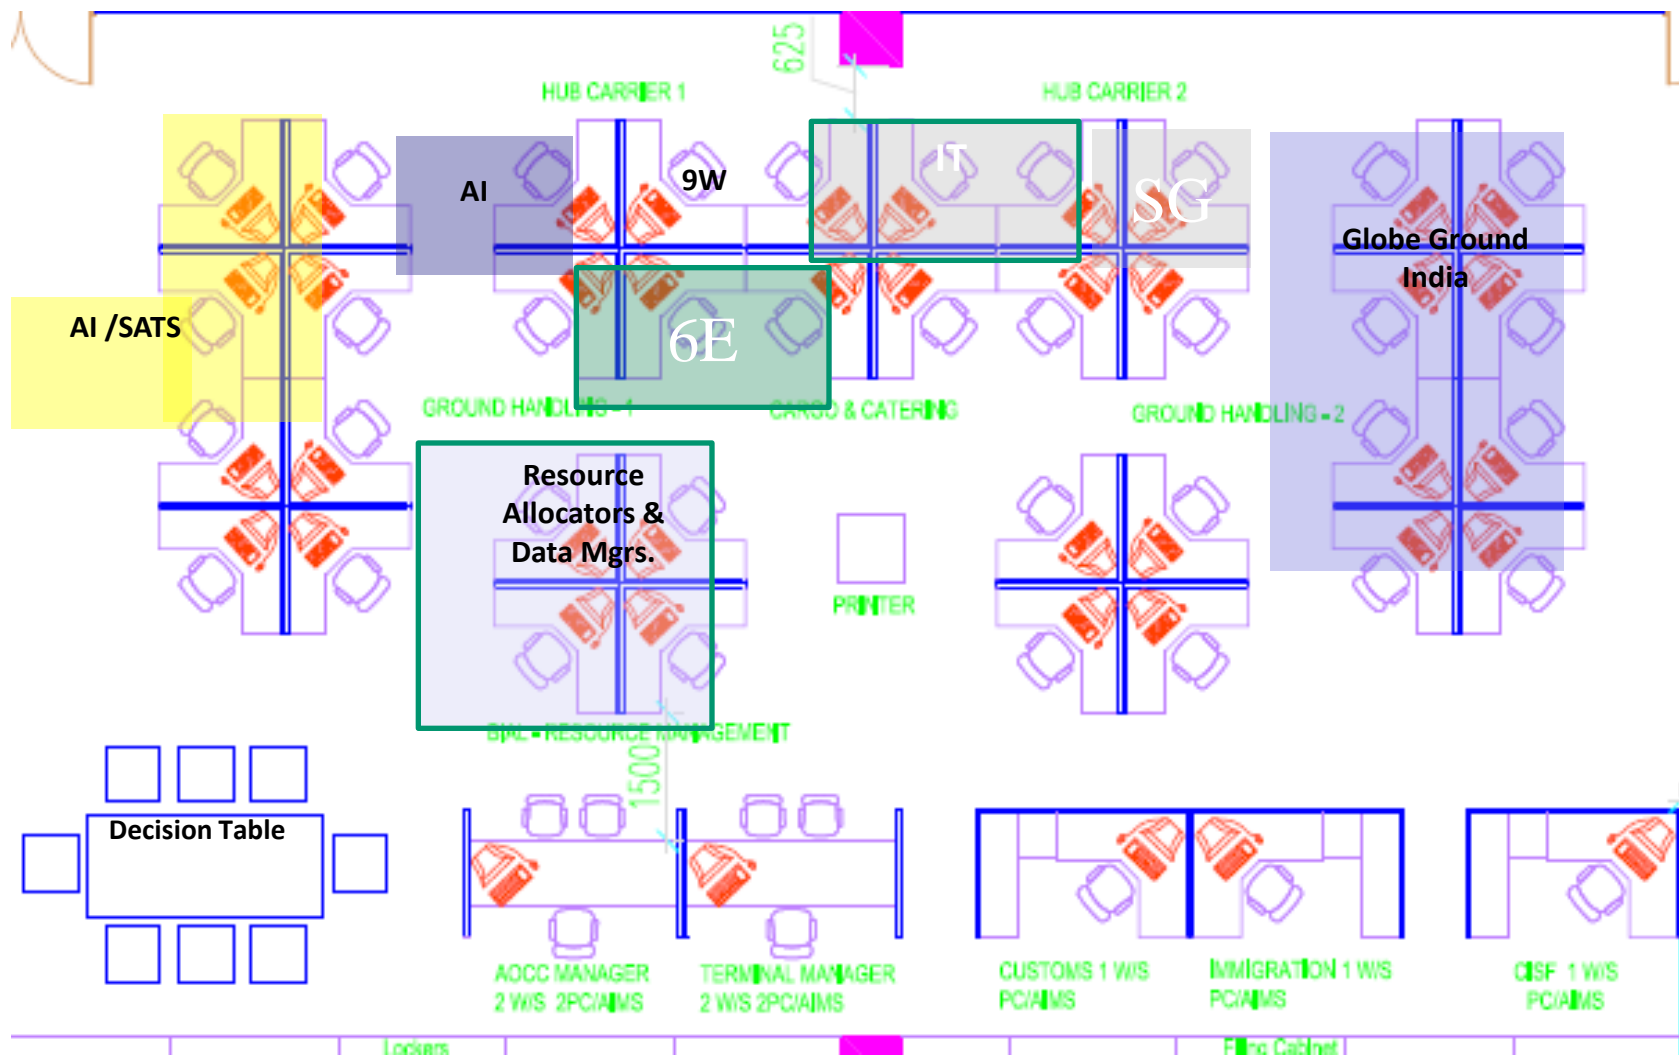 625
HUB CARRIER 1
HUB CARRIER 2
AI
9W
IT
SG
Globe Ground
India
AI /SATS
6E
GROUND HANDLING - 1
CARGO & CATERING
GROUND HANDLING - 2
Resource
Allocators &
Data Mgrs.
PRINTER
BIAL - RESOURCE MANAGEMENT
1500
Decision Table
AOCC MANAGER
2 W/S 2PC/AIMS
TERMINAL MANAGER
2 W/S 2PC/AIMS
CUSTOMS 1 W/S
PC/AIMS
IMMIGRATION 1 W/S
PC/AIMS
CISF 1 W/S
PC/AIMS
Lockers
Filing Cabinet